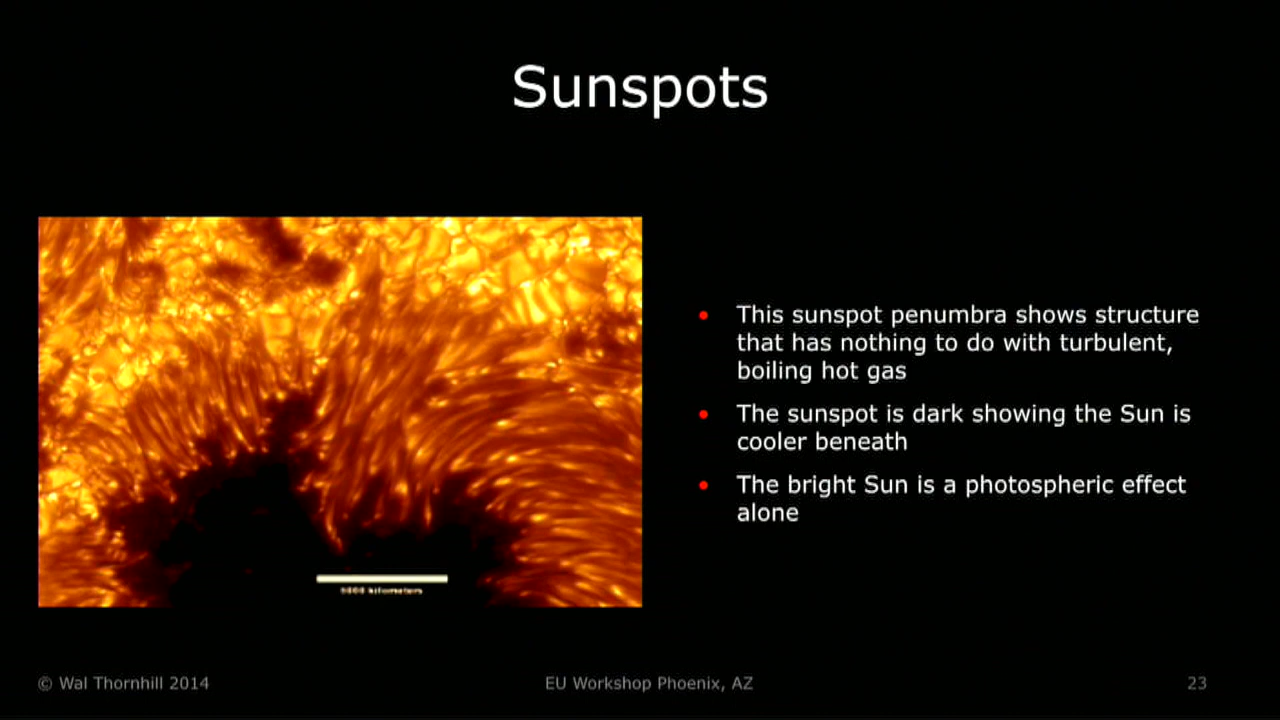 Sunspots
• This sunspot penumbra shows structure
that has nothing to do with turbulent,
boiling hot gas
• The sunspot is dark showing the Sun is
cooler beneath
• The bright Sun is a photospheric effect
alone
kilometers
© Wal Thornhill 2014
EU Workshop Phoenix, AZ
23